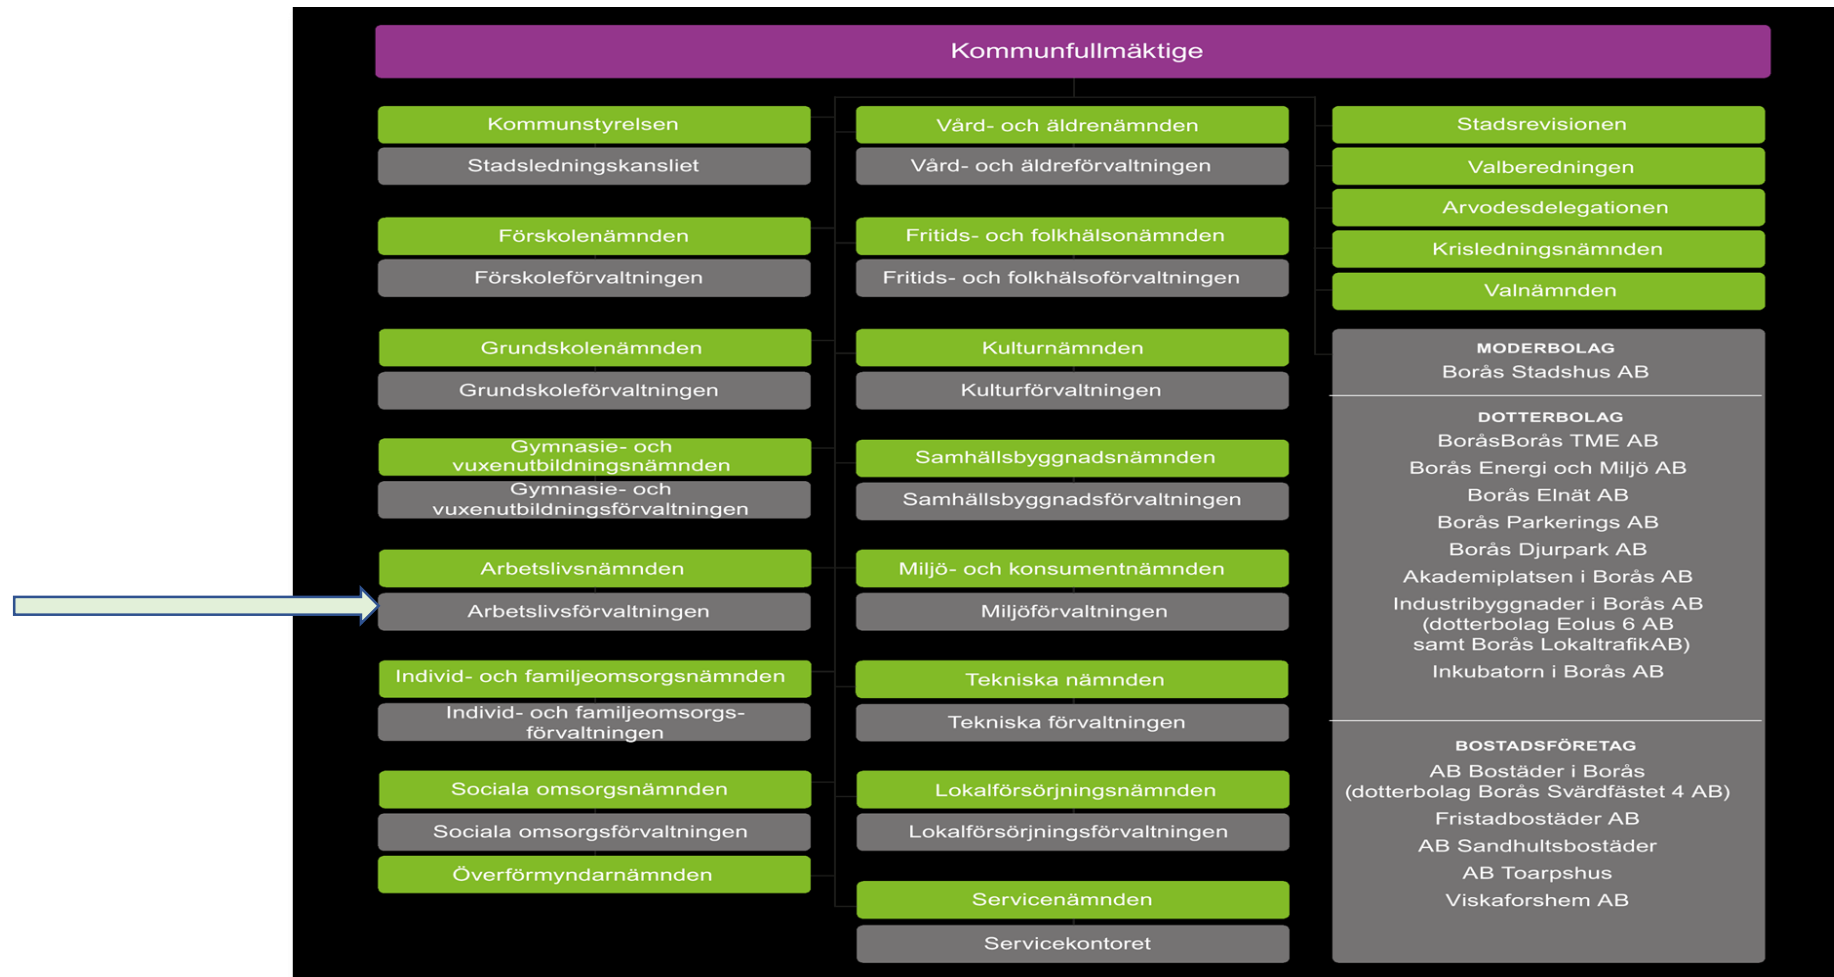 Kommunfullmäktige
Kommunstyrelsen
Stadsledningskansliet
Förskolenämnden
Förskoleförvaltningen
Grundskolenämnden
Grundskoleförvaltningen
Gymnasie- och
vuxenutbildningsnämnden
Gymnasie- och
vuxenutbildningsförvaltningen
Arbetslivsnämnden
Arbetslivsförvaltningen
Individ- och familjeomsorgsnämnden
Individ- och familjeomsorgs-
förvaltningen
Sociala omsorgsnämnden
Sociala omsorgsförvaltningen
Överförmyndarnämnden
Vård- och äldrenämnden
Vård- och äldreförvaltningen
Fritids- och folkhälsonämnden
Fritids- och folkhälsoförvaltningen
Kulturnämnden
Kulturförvaltningen
Samhällsbyggnadsnämnden
Samhällsbyggnadsförvaltningen
Miljö- och konsumentnämnden
Miljöförvaltningen
Tekniska nämnden
Tekniska förvaltningen
Lokalförsörjningsnämnden
Lokalförsörjningsförvaltningen
Servicenämnden
Servicekontoret
Stadsrevisionen
Valberedningen
Arvodesdelegationen
Krisledningsnämnden
Valnämnden
MODERBOLAG
Borås Stadshus AB
DOTTERBOLAG
BoråsBorås TME AB
Borås Energi och Miljö AB
Borås Elnät AB
Borås Parkerings AB
Borås Djurpark AB
Akademiplatsen i Borås AB
Industribyggnader i Borås AB
(dotterbolag Eolus 6 AB
samt Borås LokaltrafikAB)
Inkubatorn i Borås AB
BOSTADSFÖRETAG
AB Bostäder i Borås
(dotterbolag Borås Svärdfästet 4 AB)
Fristadbostäder AB
AB Sandhultsbostäder
AB Toarpshus
Viskaforshem AB